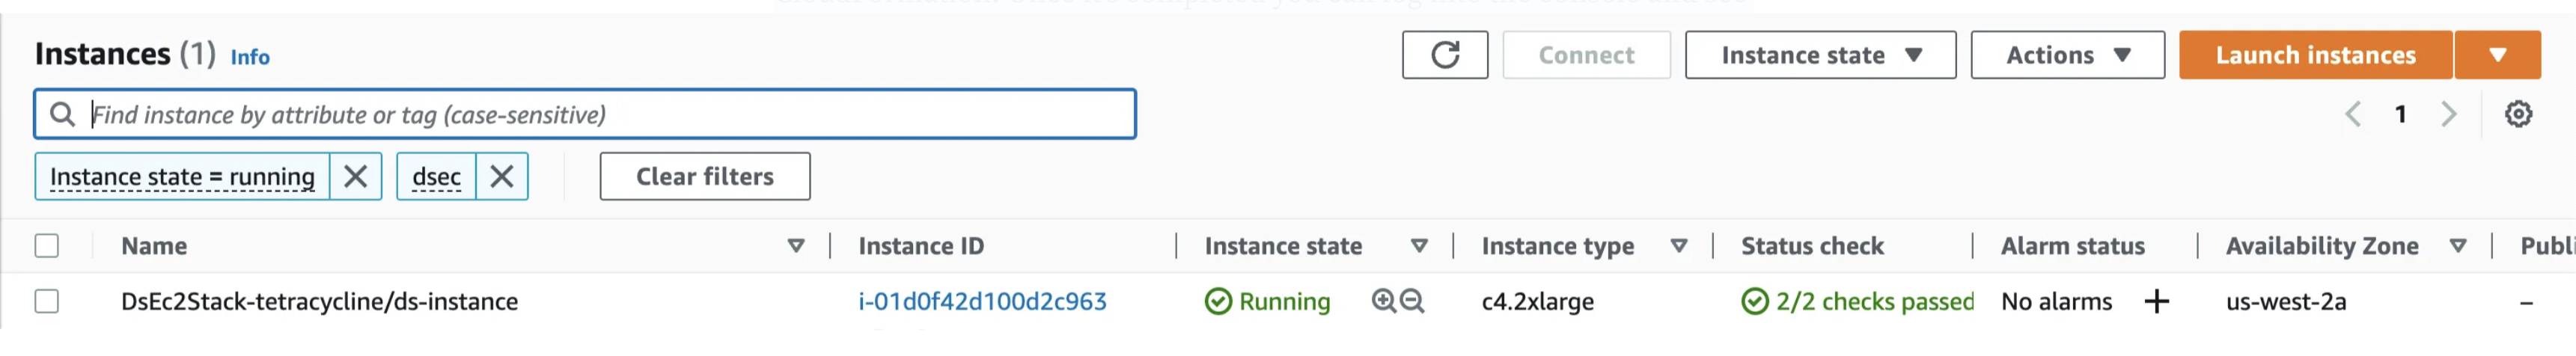 Instances (1) Info
Connect
Instance state
Actions
Launch instances
Find instance by attribute or tag (case-sensitive)
1
Instance state = running
dsec
Clear filters
Name Instance ID Instance state Instance type Status check Alarm status Availability Zone Publi
DsEc2Stack-tetracycline/ds-instance i-01d0f42d100d2c963 Running c4.2xlarge 2/2 checks passed No alarms + us-west-2a –